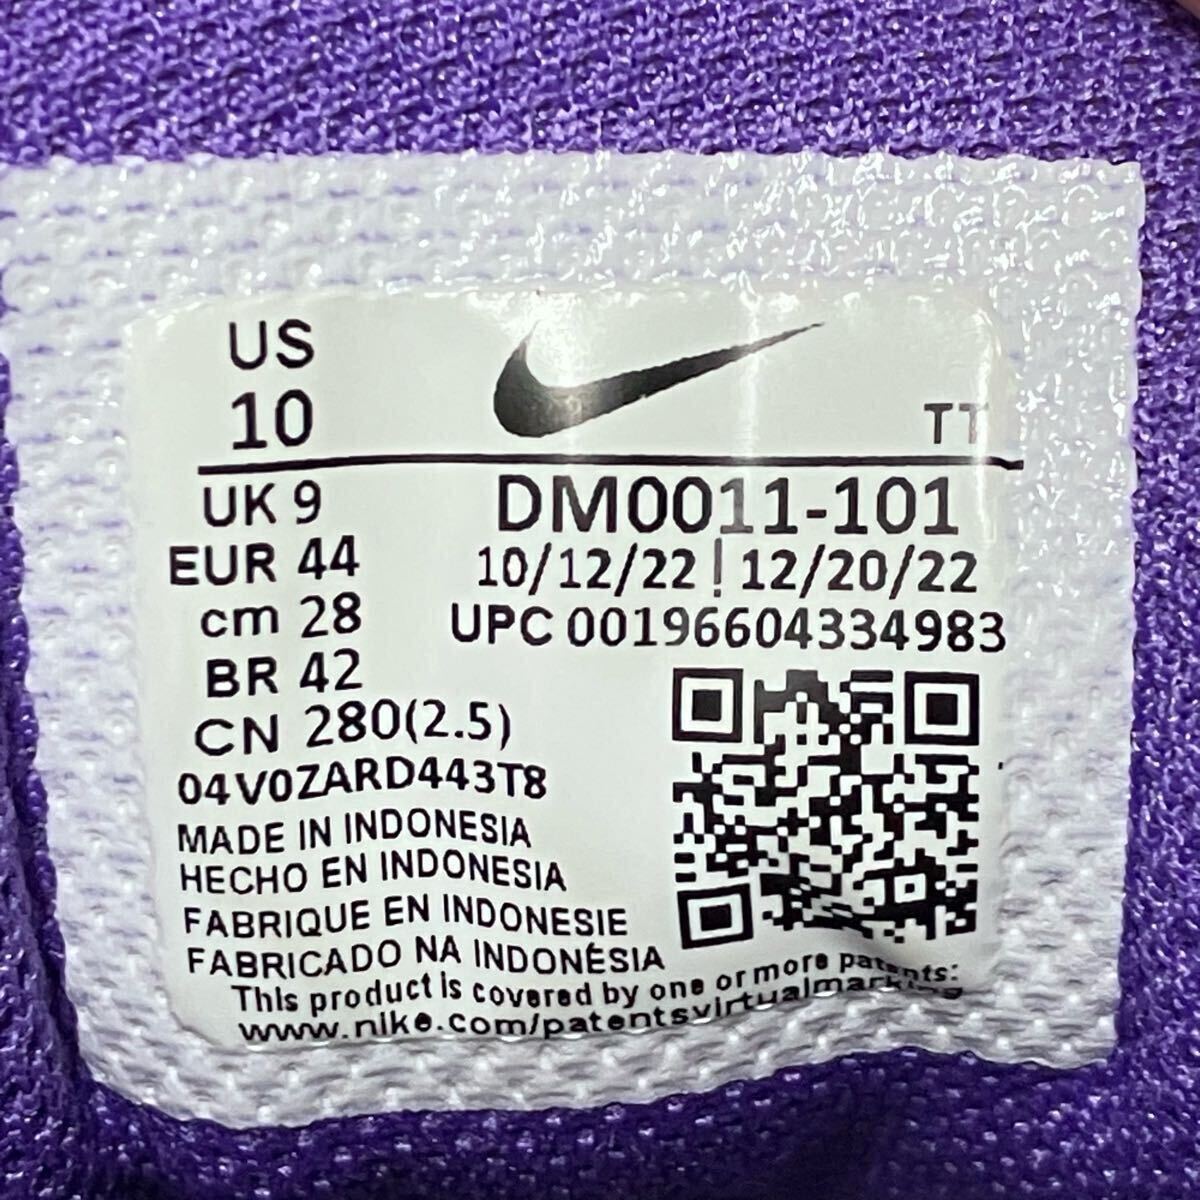 US
10
TT
UK 9
DM0011-101
EUR 44
10/12/22 | 12/20/22
cm 28
UPC 00196604334983
BR 42
CN 280(2.5)
04V0ZARD443T8
MADE IN INDONESIA
HECHO EN INDONESIA
FABRIQUE EN INDONESIE
FABRICADO NA INDONÉSIA
This product is covered by one or more patents:
www.nike.com/patentsvirtualmarking